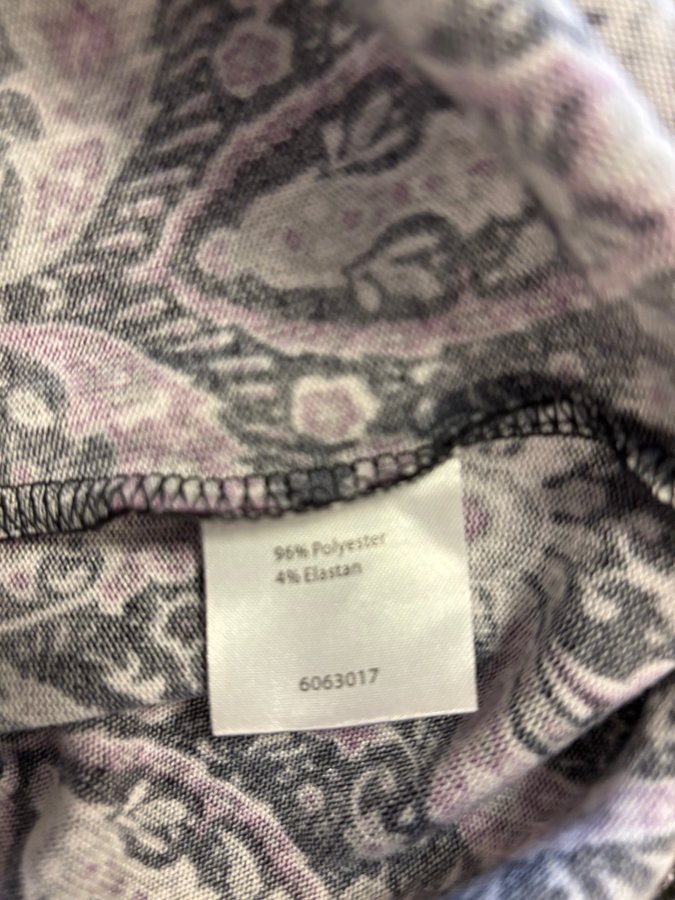 96% Polyester
4% Elastan
6063017